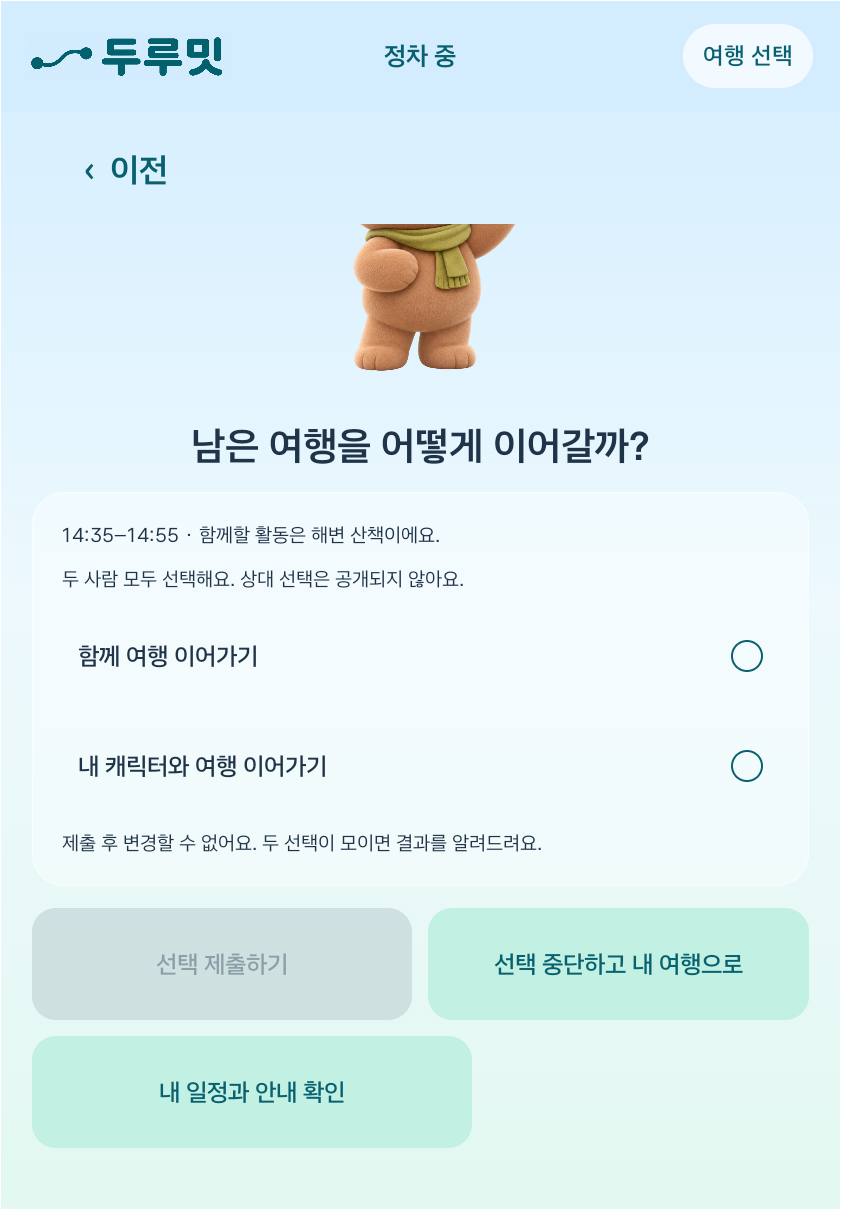 두루밋
정차 중
여행 선택
‹ 이전
남은 여행을 어떻게 이어갈까?
14:35–14:55 · 함께할 활동은 해변 산책이에요.
두 사람 모두 선택해요. 상대 선택은 공개되지 않아요.
함께 여행 이어가기
내 캐릭터와 여행 이어가기
제출 후 변경할 수 없어요. 두 선택이 모이면 결과를 알려드려요.
선택 제출하기
선택 중단하고 내 여행으로
내 일정과 안내 확인